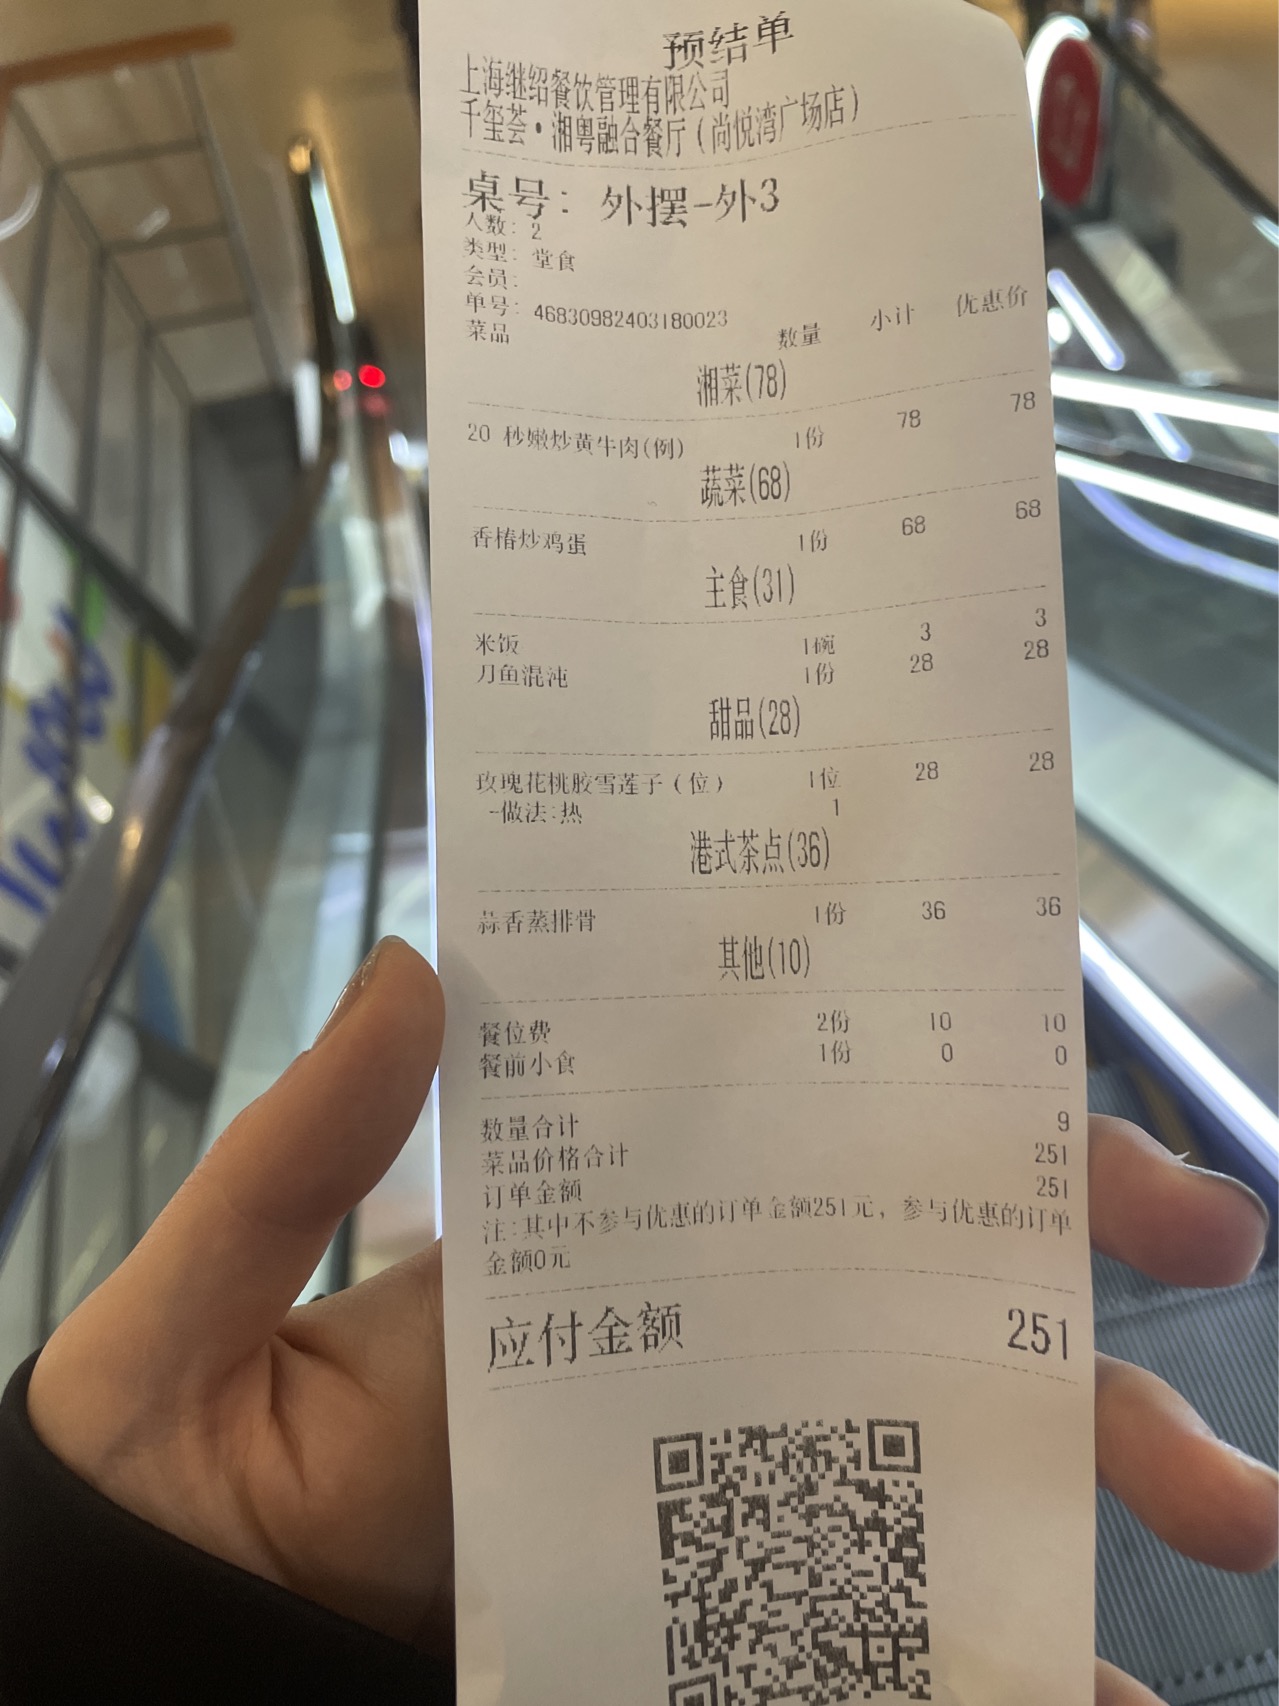 预结单
上海继绍餐饮管理有限公司
千玺荟·湘粤融合餐厅(尚悦湾广场店)
桌号: 外摆-外3
人数: 2
类型: 堂食
会员:
单号: 46830982403180023
菜品 数量 小计 优惠价
湘菜(78)
20 秒嫩炒黄牛肉(例) 1份 78 78
蔬菜(68)
香椿炒鸡蛋 1份 68 68
主食(31)
米饭 1碗 3 3
刀鱼混沌 1份 28 28
甜品(28)
玫瑰花桃胶雪莲子(位) 1位 28 28
-做法:热 1
港式茶点(36)
蒜香蒸排骨 1份 36 36
其他(10)
餐位费 2份 10 10
餐前小食 1份 0 0
数量合计 9
菜品价格合计 251
订单金额 251
注:其中不参与优惠的订单金额251元, 参与优惠的订单
金额0元
应付金额 251